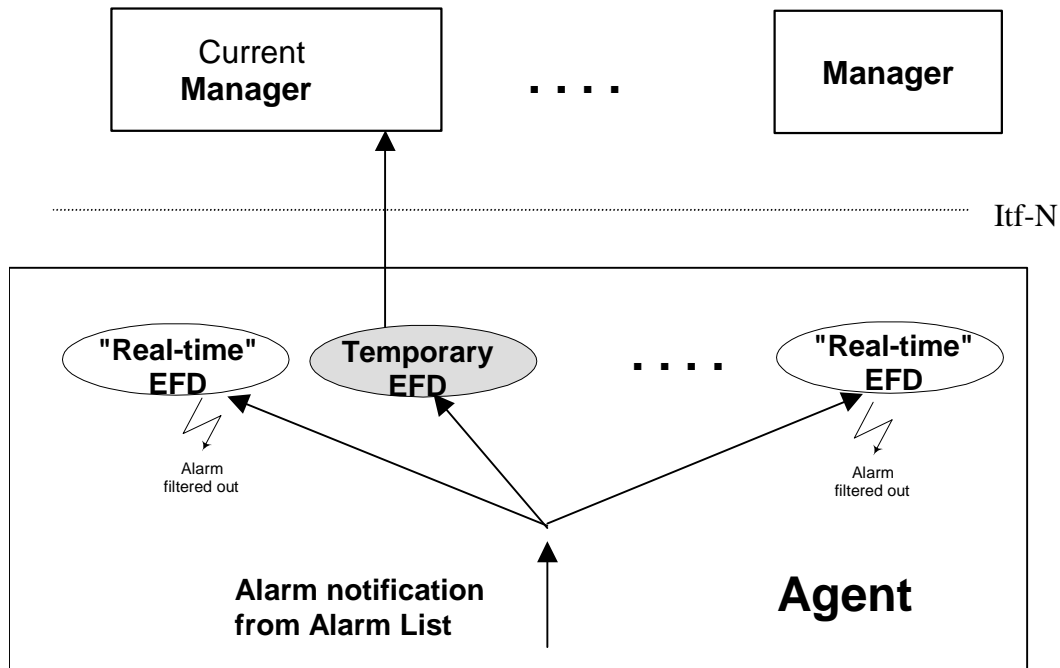 Current
Manager
. . . .
Manager
Itf-N
"Real-time"
EFD
Temporary
EFD
. . . .
"Real-time"
EFD
Alarm
filtered out
Alarm
filtered out
Alarm notification
from Alarm List
Agent